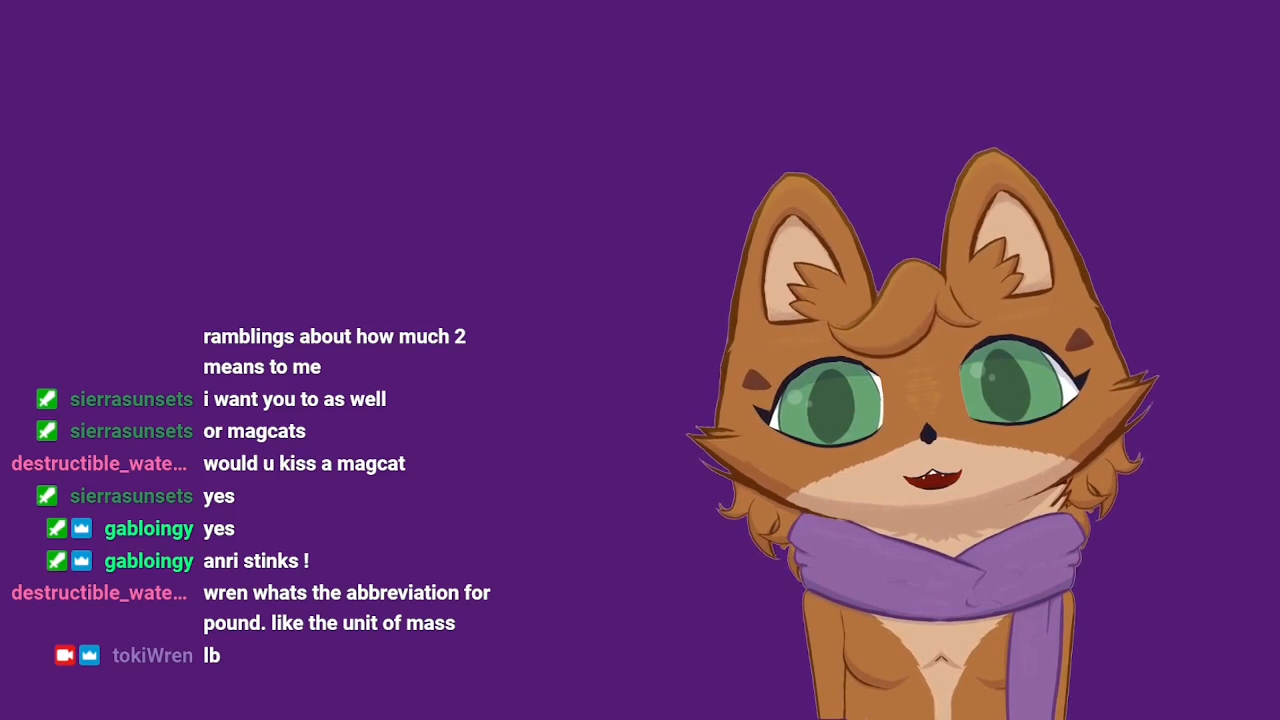 ramblings about how much 2
means to me
sierrasunsets i want you to as well
sierrasunsets or magcats
destructible_wate... would u kiss a magcat
sierrasunsets yes
gabloingy yes
gabloingy anri stinks !
destructible_wate... wren whats the abbreviation for
pound. like the unit of mass
tokiWren lb